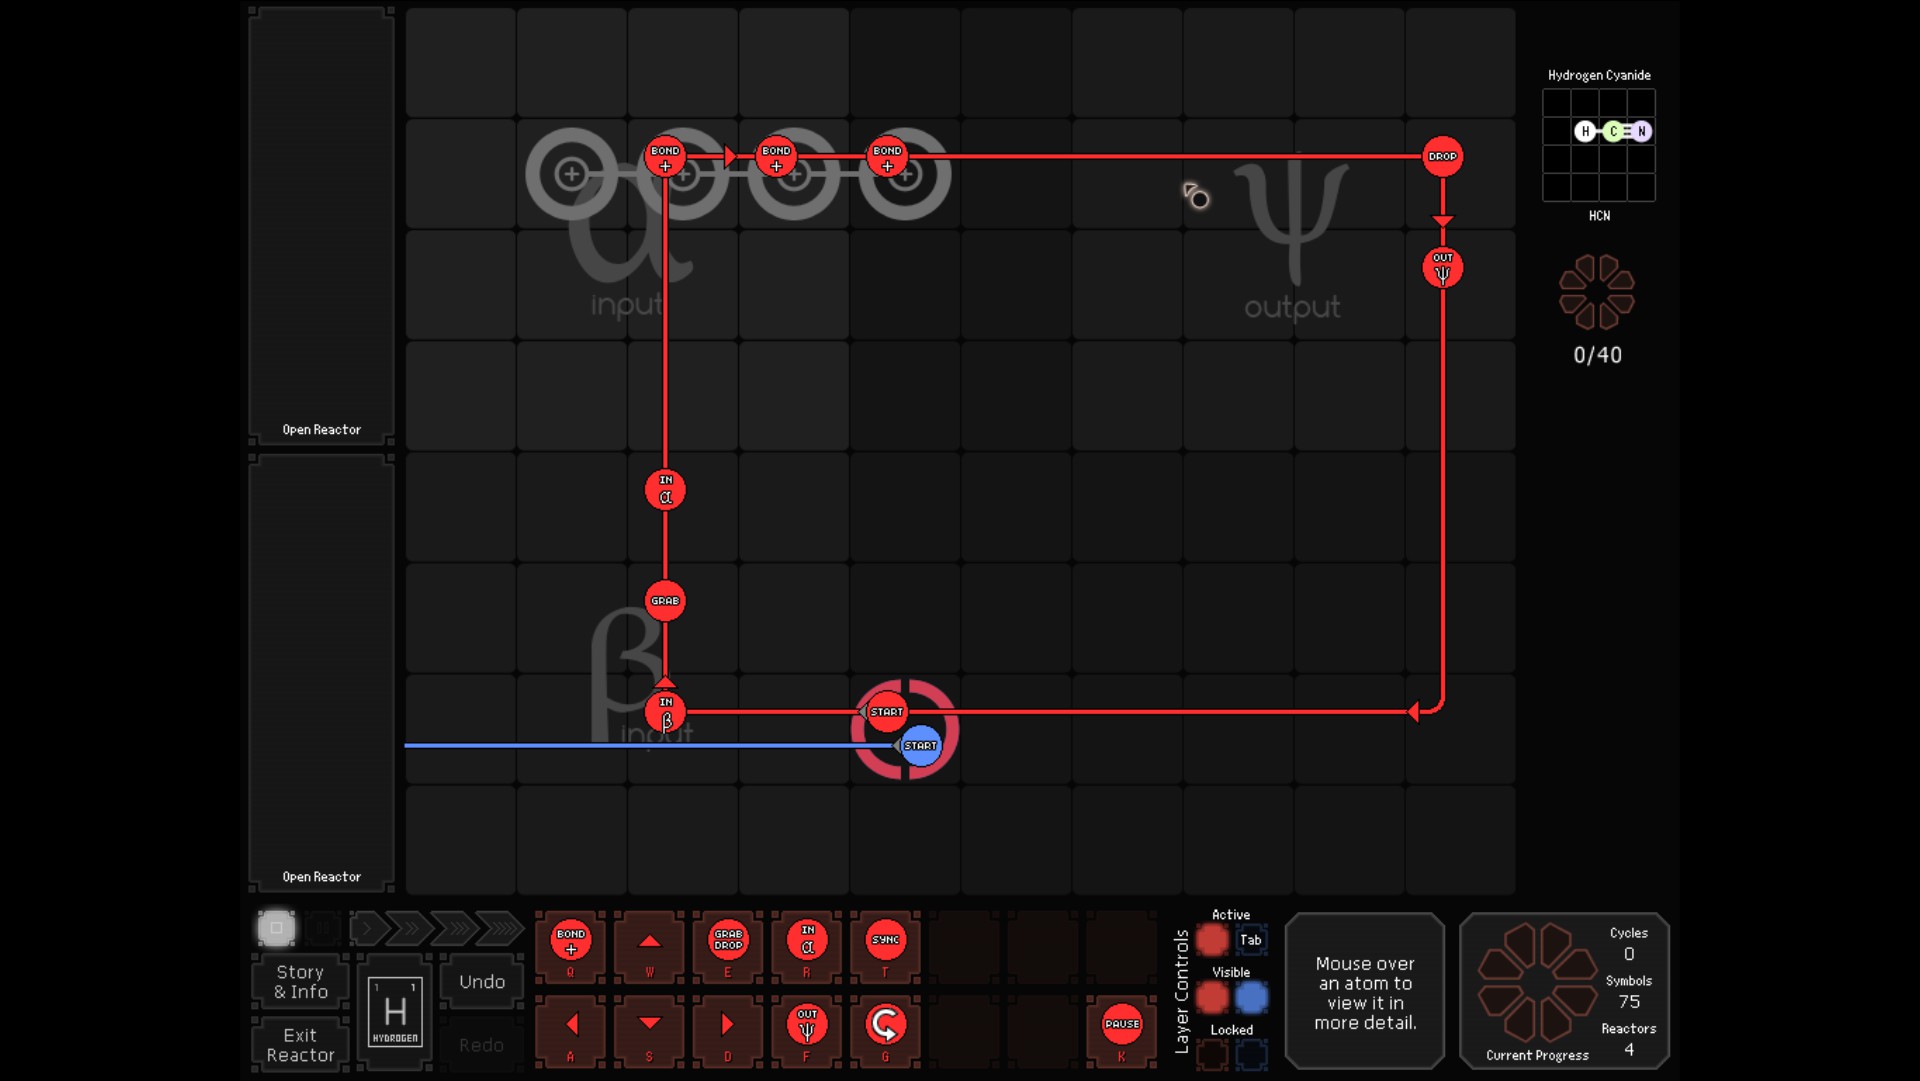 Hydrogen Cyanide
H C N
HCN
0/40
BOND +
BOND +
BOND +
DROP
α
input
ψ
output
OUT ψ
IN α
GRAB
β
input
IN β
START
START
Open Reactor
Open Reactor
Story & Info
Exit Reactor
1 1
H
HYDROGEN
Undo
Redo
BOND + Q
W
GRAB DROP E
IN α R
SYNC T
A
S
D
OUT ψ F
G
PAUSE K
Layer Controls
Active
Tab
Visible
Locked
Mouse over
an atom to
view it in
more detail.
Cycles
0
Symbols
75
Reactors
4
Current Progress